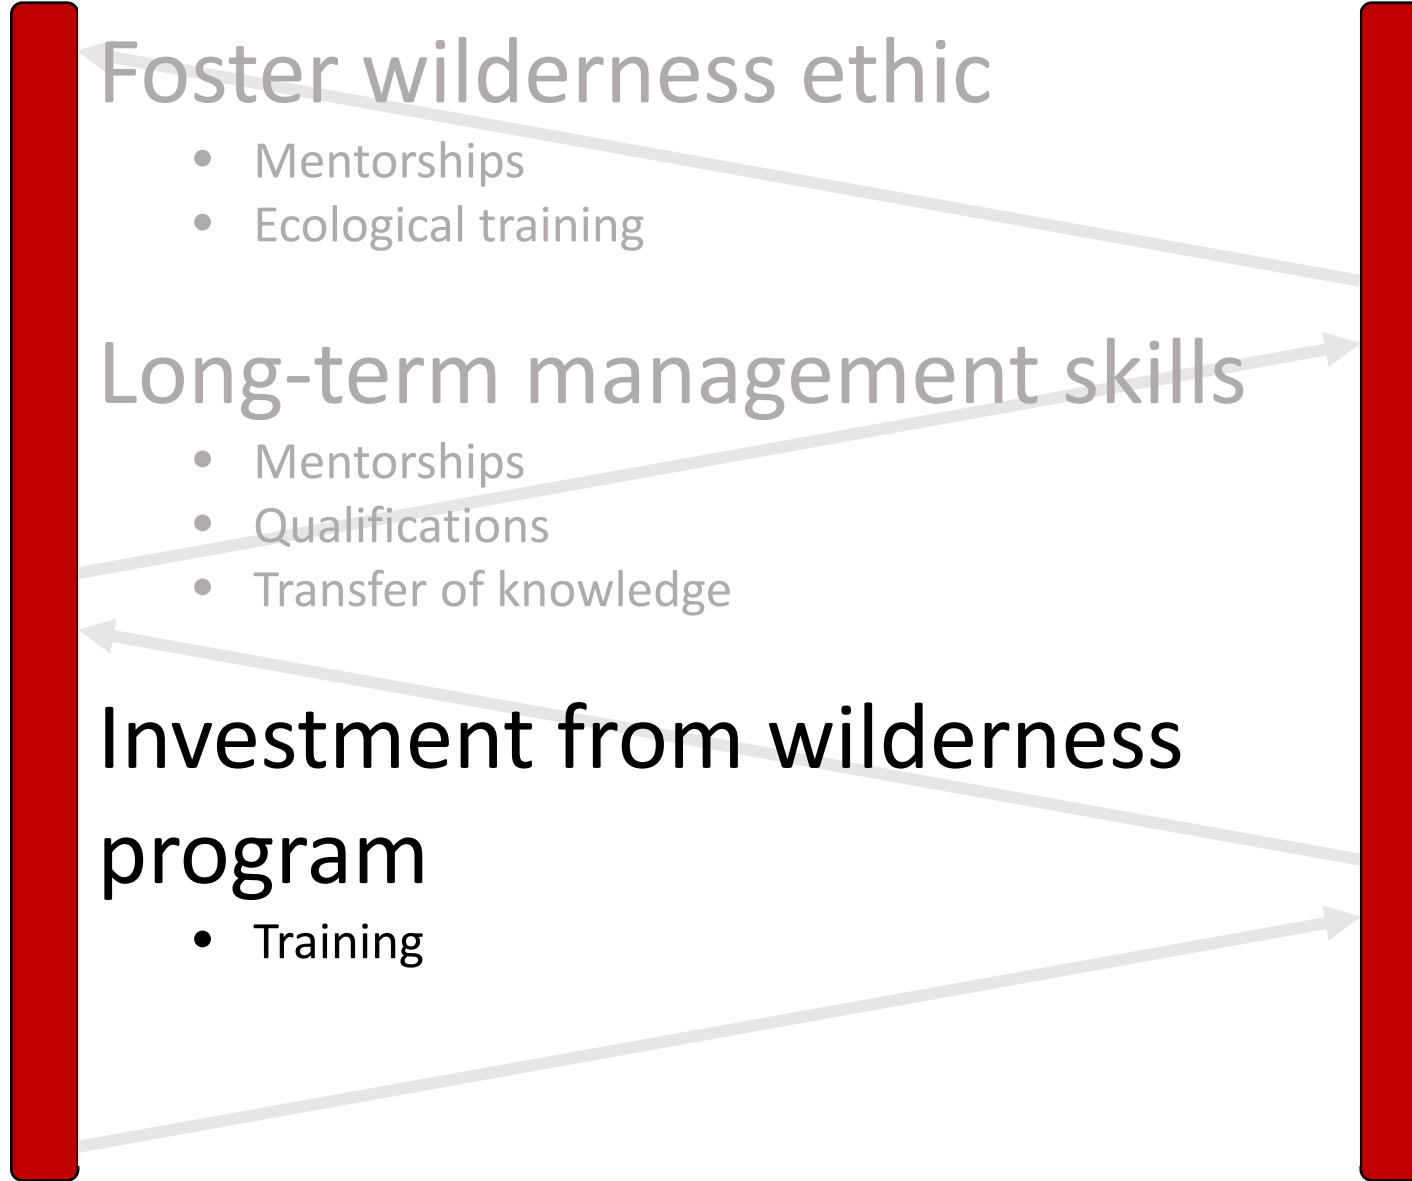 Foster wilderness ethic
• Mentorships
• Ecological training
Long-term management skills
• Mentorships
• Qualifications
• Transfer of knowledge
Investment from wilderness
program
• Training